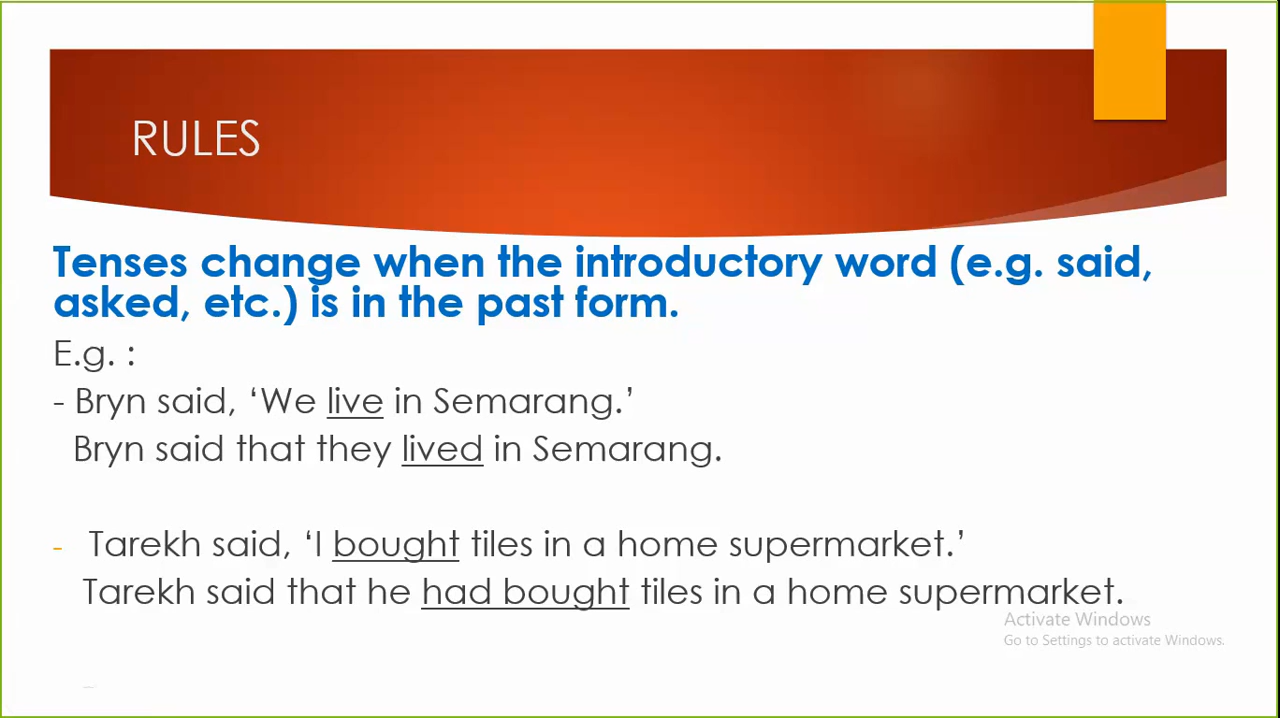 RULES
Tenses change when the introductory word (e.g. said,
asked, etc.) is in the past form.
E.g. :
- Bryn said, ‘We live in Semarang.’
Bryn said that they lived in Semarang.
- Tarekh said, ‘I bought tiles in a home supermarket.’
Tarekh said that he had bought tiles in a home supermarket.
Activate Windows
Go to Settings to activate Windows.